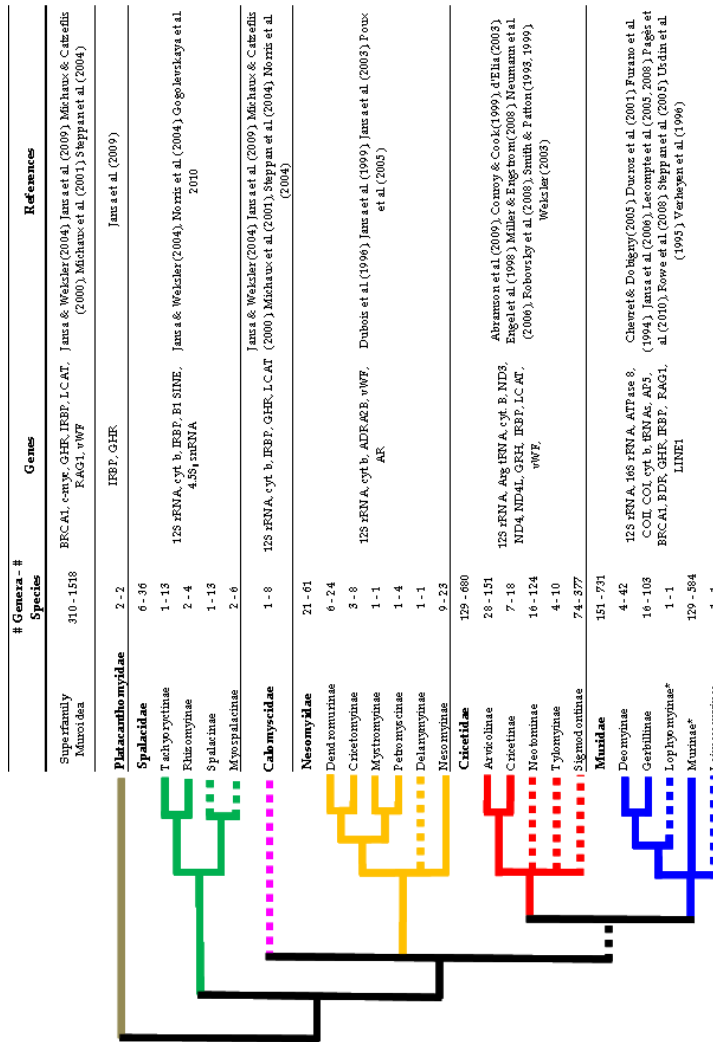 # Genera - #
Species
Genes
References
Superfamily
Muroidea
310 - 1518
BRCA1, c-myc, GHR, IRBP, LCAT,
RAG1, vWF
Jansa & Weksler (2004) Jansa et al (2009) Michaux & Catzeflis
(2000), Michaux et al (2001) Steppan et al (2004)
Platacanthomyidae
2 - 2
IRBP, GHR
Jansa et al (2009)
Spalacidae
6 - 36
Tachyoryctinae
1 - 13
Rhizomyinae
2 - 4
Spalacinae
1 - 13
Myospalacinae
2 - 6
12S rRNA, cyt b, IRBP, B1 SINE,
4.5SI snRNA
Jansa & Weksler (2004), Norris et al (2004) Gogolevskaya et al
2010
Calomyscidae
1 - 8
12S rRNA, cyt b, IRBP, GHR, LCAT
Jansa & Weksler (2004) Jansa et al (2009) Michaux & Catzeflis
(2000) Michaux et al (2001), Steppan et al (2004) Norris et al
(2004)
Nesomyidae
21 - 61
Dendromurinae
6 - 24
Cricetomyinae
3 - 8
Mystromyinae
1 - 1
Petromyscinae
1 - 4
Delanymyinae
1 - 1
Nesomyinae
9 - 23
12S rRNA, cyt b, ADRA2B, vWF,
AR
Dubois et al (1996) Jansa et al (1999) Jansa et al (2003) Poux
et al (2005)
Cricetidae
129 - 680
Arvicolinae
28 - 151
Cricetinae
7 - 18
Neotominae
16 - 124
Tylomyinae
4 - 10
Sigmodontinae
74 - 377
12S rRNA, Arg tRNA, cyt. B, ND3,
ND4, ND4L, GRH, IRBP, LCAT,
vWF,
Abramson et al (2009), Conroy & Cook (1999), d'Elia (2003),
Engel et al (1998) Miller & Engstrom (2008) Neumann et al
(2006), Robovsky et al (2008), Smith & Patton (1993, 1999),
Weksler (2003)
Muridae
151 - 731
Deomyinae
4 - 42
Gerbillinae
16 - 103
Lophyomyinae*
1 - 1
Murinae*
129 - 584
12S rRNA, 16S rRNA, ATPase 8,
COII, COI, cyt b, tRNAs, AP5,
BRCA1, BDR, GHR, IRBP, RAG1,
LINE1
Chevret & Dobigny (2005) Ducroz et al (2001) Furano et al
(1994) Jansa et al (2006) Lecompte et al (2005, 2008) Pagès et
al (2010) Rowe et al (2008) Steppan et al (2005) Usdin et al
(1995) Verheyen et al (1996)